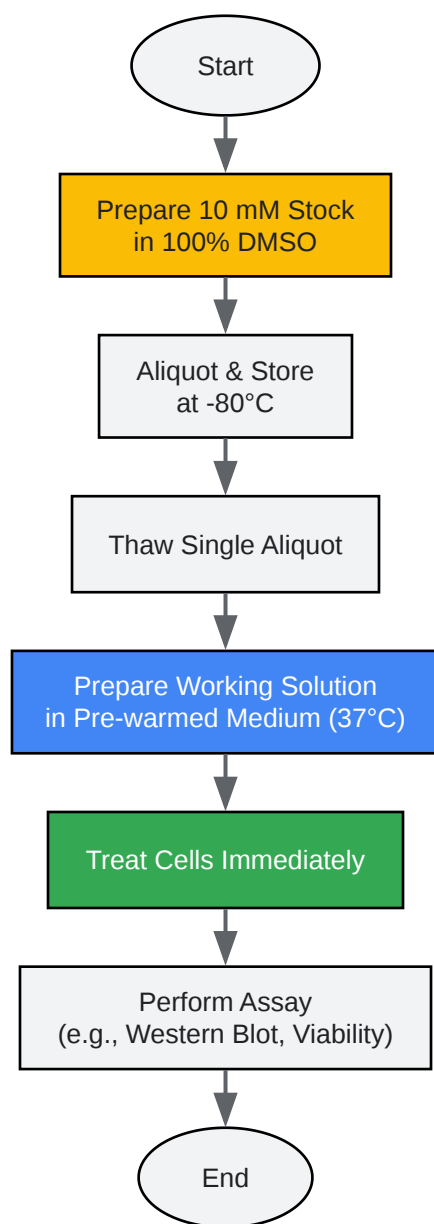 Start
Prepare 10 mM Stock
in 100% DMSO
Aliquot & Store
at -80°C
Thaw Single Aliquot
Prepare Working Solution
in Pre-warmed Medium (37°C)
Treat Cells Immediately
Perform Assay
(e.g., Western Blot, Viability)
End